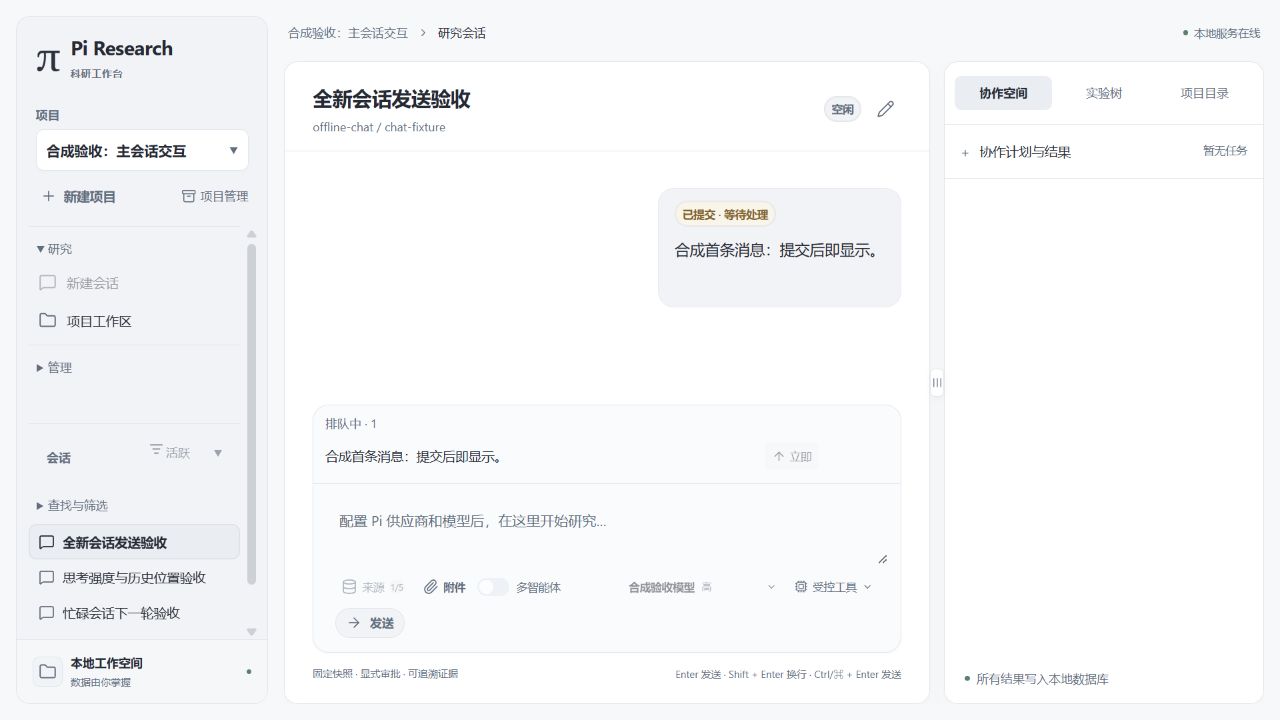 π Pi Research
科研工作台
项目
合成验收：主会话交互
新建项目
项目管理
研究
新建会话
项目工作区
管理
会话
活跃
查找与筛选
全新会话发送验收
思考强度与历史位置验收
忙碌会话下一轮验收
本地工作空间
数据由你掌握
合成验收：主会话交互 › 研究会话
本地服务在线
全新会话发送验收
offline-chat / chat-fixture
空闲
已提交 · 等待处理
合成首条消息：提交后即显示。
排队中 · 1
合成首条消息：提交后即显示。
立即
配置 Pi 供应商和模型后，在这里开始研究...
来源 1/5
附件
多智能体
合成验收模型 高
受控工具
发送
固定快照 · 显式审批 · 可追溯证据
Enter 发送 · Shift + Enter 换行 · Ctrl/⌘ + Enter 发送
协作空间
实验树
项目目录
+ 协作计划与结果
暂无任务
所有结果写入本地数据库